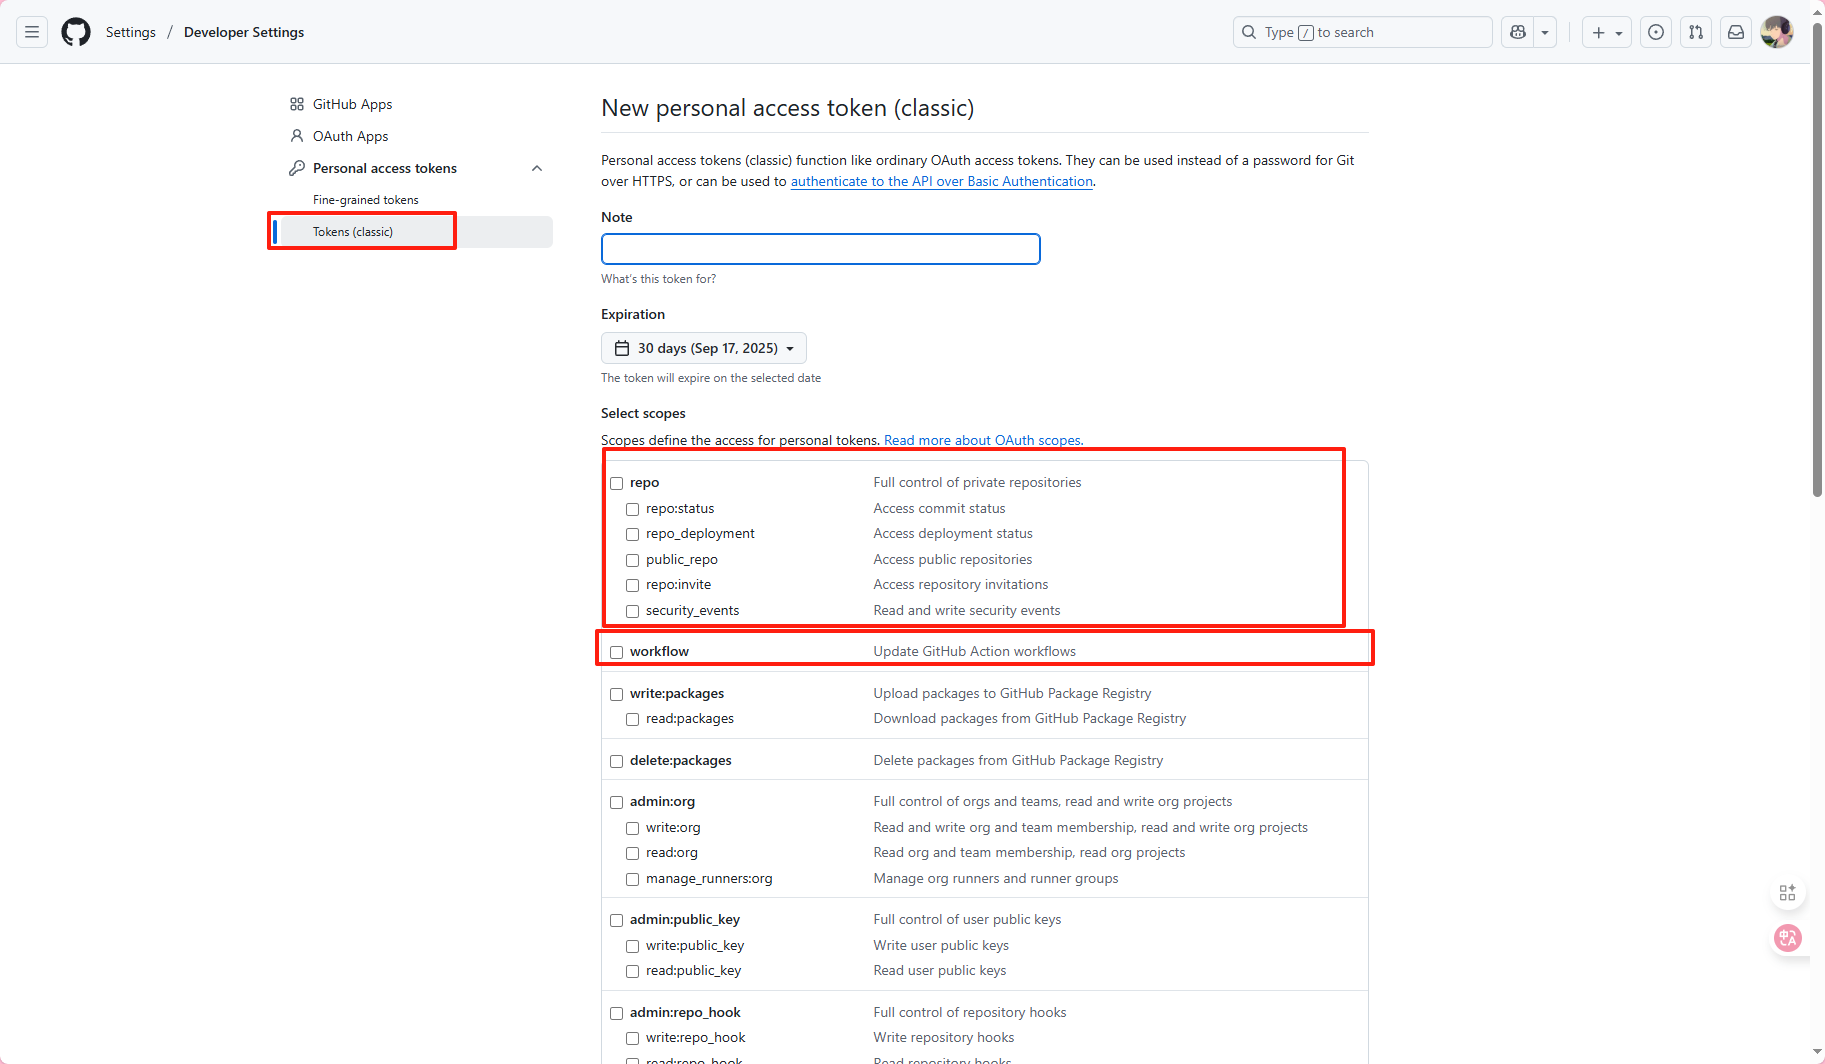 Settings / Developer Settings
Type / to search
GitHub Apps
OAuth Apps
Personal access tokens
Fine-grained tokens
Tokens (classic)
New personal access token (classic)
Personal access tokens (classic) function like ordinary OAuth access tokens. They can be used instead of a password for Git
over HTTPS, or can be used to authenticate to the API over Basic Authentication.
Note
What's this token for?
Expiration
30 days (Sep 17, 2025)
The token will expire on the selected date
Select scopes
Scopes define the access for personal tokens. Read more about OAuth scopes.
repo Full control of private repositories
repo:status Access commit status
repo_deployment Access deployment status
public_repo Access public repositories
repo:invite Access repository invitations
security_events Read and write security events
workflow Update GitHub Action workflows
write:packages Upload packages to GitHub Package Registry
read:packages Download packages from GitHub Package Registry
delete:packages Delete packages from GitHub Package Registry
admin:org Full control of orgs and teams, read and write org projects
write:org Read and write org and team membership, read and write org projects
read:org Read org and team membership, read org projects
manage_runners:org Manage org runners and runner groups
admin:public_key Full control of user public keys
write:public_key Write user public keys
read:public_key Read user public keys
admin:repo_hook Full control of repository hooks
write:repo_hook Write repository hooks
read:repo_hook Read repository hooks
中A